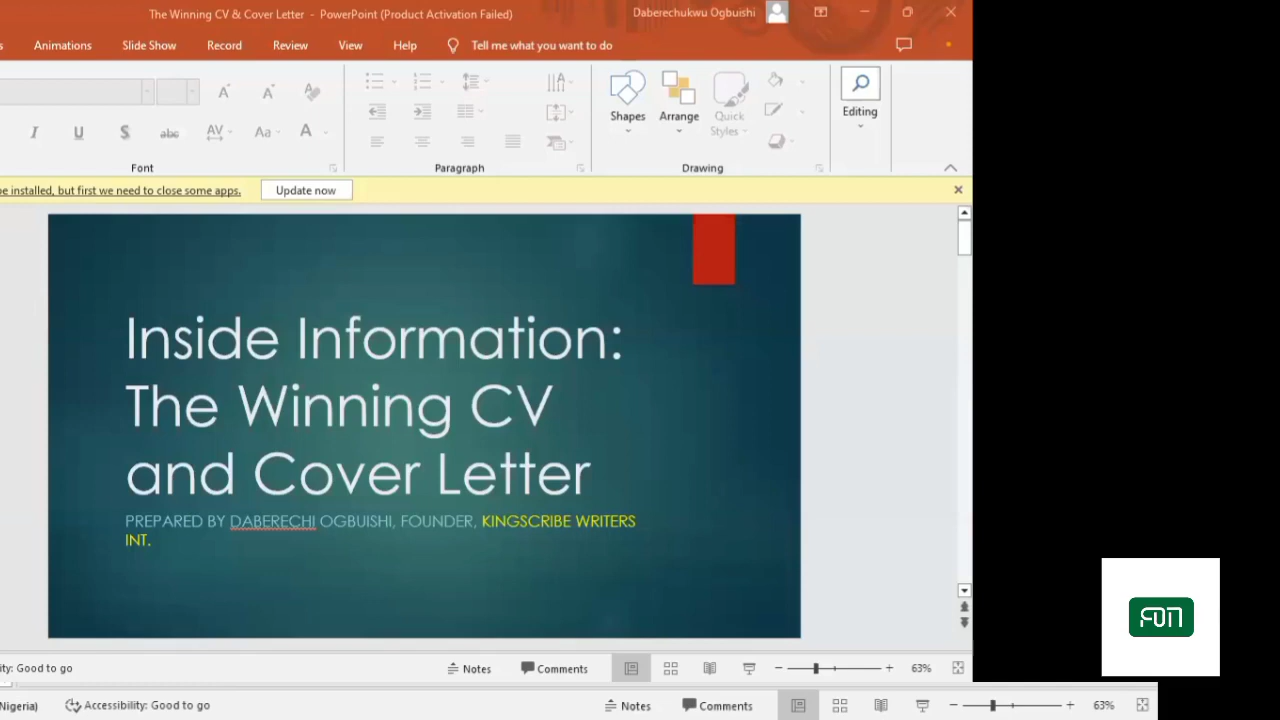 The Winning CV & Cover Letter - PowerPoint (Product Activation Failed)
Daberechukwu Ogbuishi
s Animations Slide Show Record Review View Help Tell me what you want to do
I U S abc AV Aa A
Shapes Arrange Quick Styles Editing
Font Paragraph Drawing
be installed, but first we need to close some apps. Update now
Inside Information:
The Winning CV
and Cover Letter
PREPARED BY DABERECHI OGBUISHI, FOUNDER, KINGSCRIBE WRITERS
INT.
FUN
ity: Good to go Notes Comments 63%
Nigeria) Accessibility: Good to go Notes Comments 63%